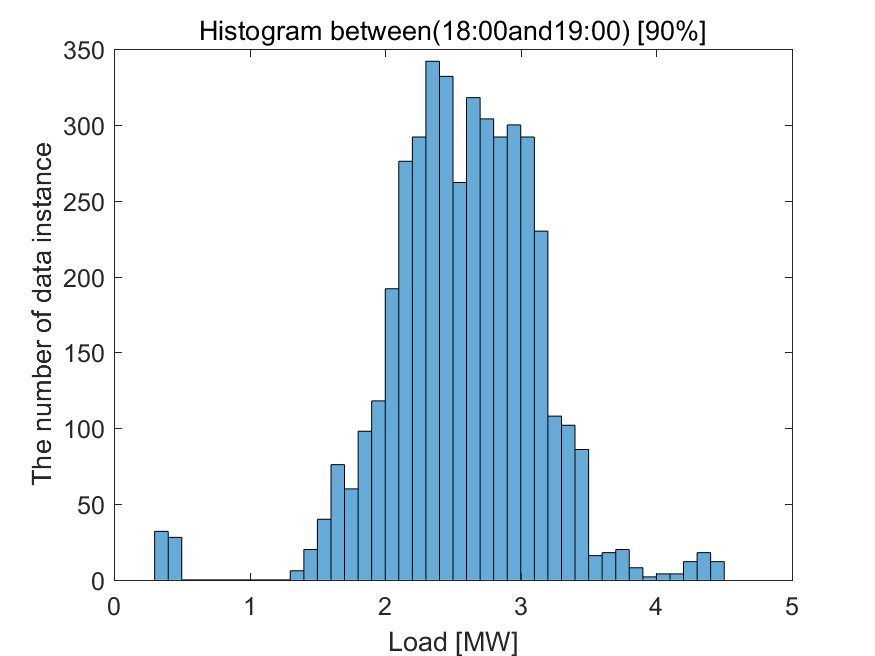 Histogram between(18:00and19:00) [90%]
350
300
250
200
150
100
50
0
The number of data instance
0 1 2 3 4 5
Load [MW]